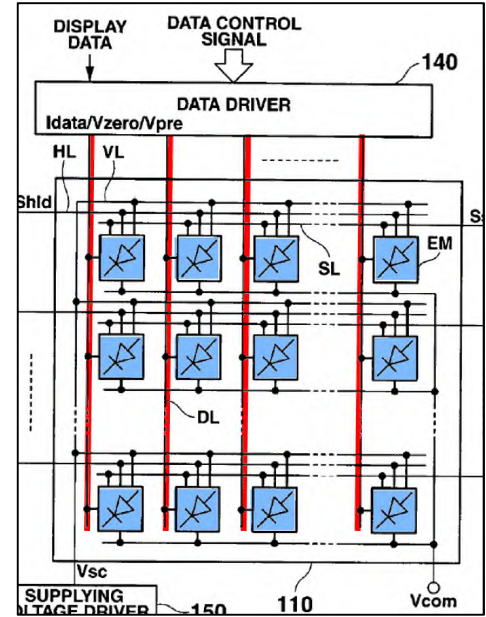 DISPLAY
DATA
DATA CONTROL
SIGNAL
140
DATA DRIVER
Idata/Vzero/Vpre
HL
VL
Shld
SL
EM
DL
Vsc
SUPPLYING
150
110
Vcom